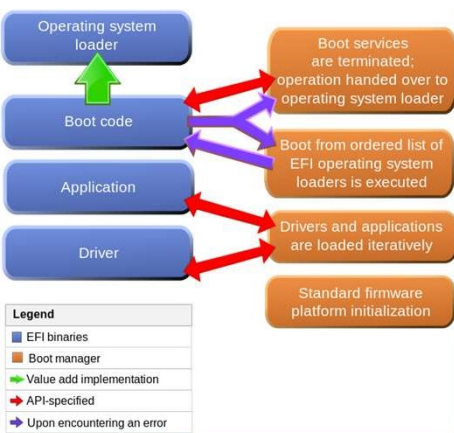 Operating system
loader
Boot code
Application
Driver
Boot services
are terminated;
operation handed over to
operating system loader
Boot from ordered list of
EFI operating system
loaders is executed
Drivers and applications
are loaded iteratively
Standard firmware
platform initialization
Legend
EFI binaries
Boot manager
Value add implementation
API-specified
Upon encountering an error